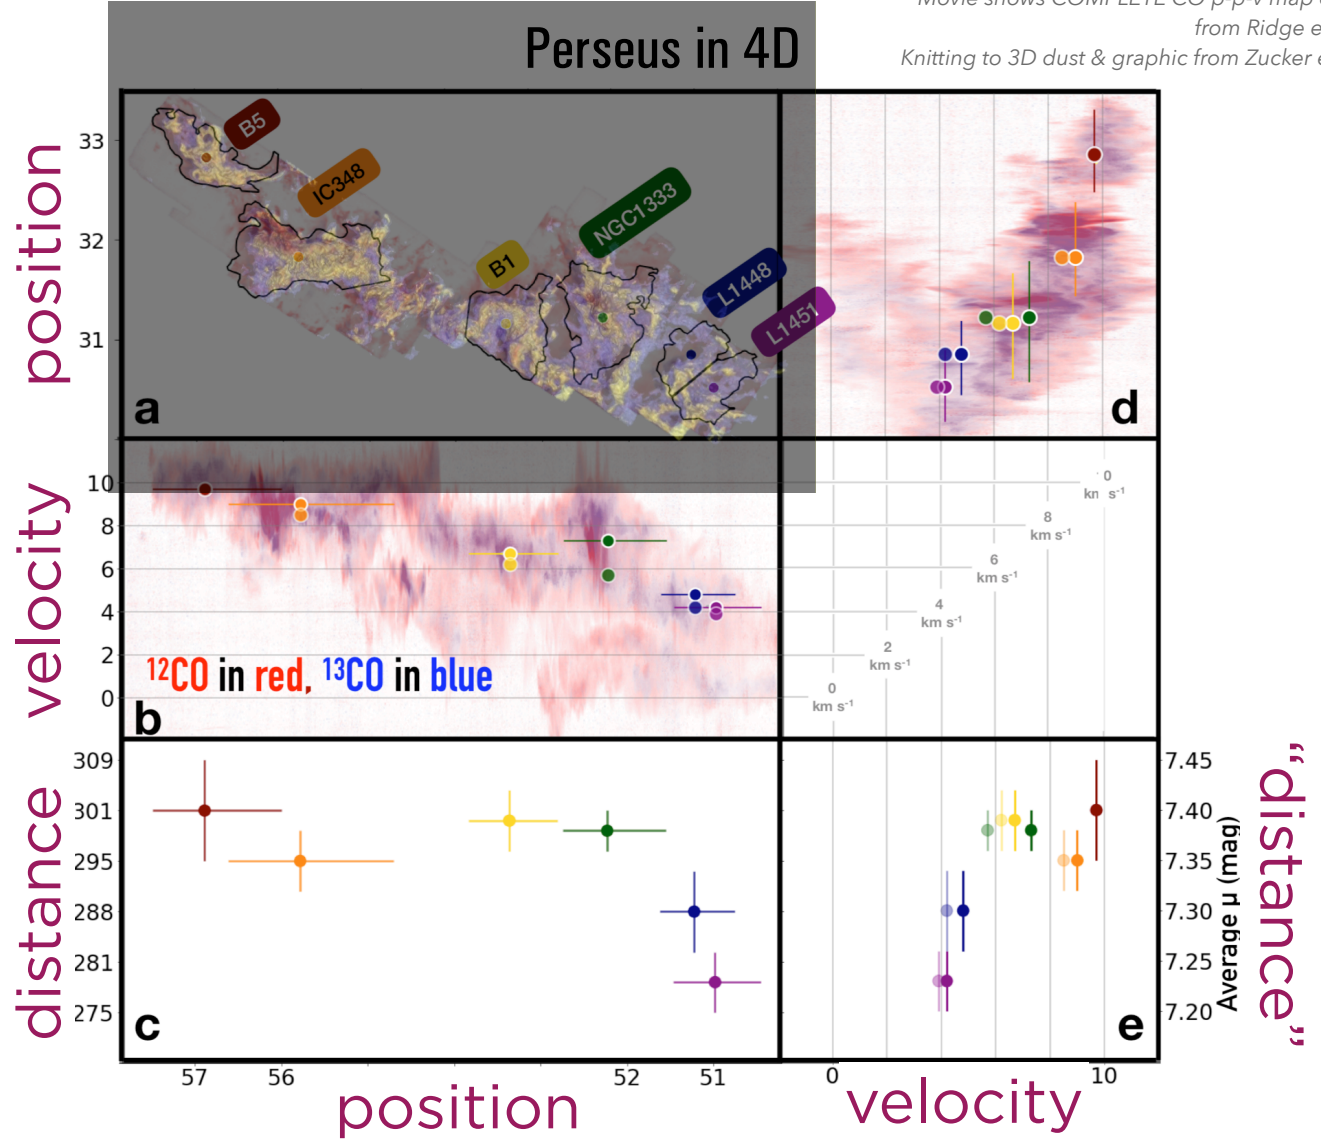 Movie shows COMPLETE CO p-p-v map
from Ridge e
Knitting to 3D dust & graphic from Zucker e
Perseus in 4D
position
33
32
31
B5
IC348
B1
NGC1333
L1448
L1451
a
d
velocity
10
8
6
4
2
0
12CO in red, 13CO in blue
b
0
km s-1
2
km s-1
4
km s-1
6
km s-1
8
km s-1
0
km s-1
distance
309
301
295
288
281
275
c
e
7.45
7.40
7.35
7.30
7.25
7.20
Average μ (mag)
“distance”
57
56
52
51
0
10
position
velocity